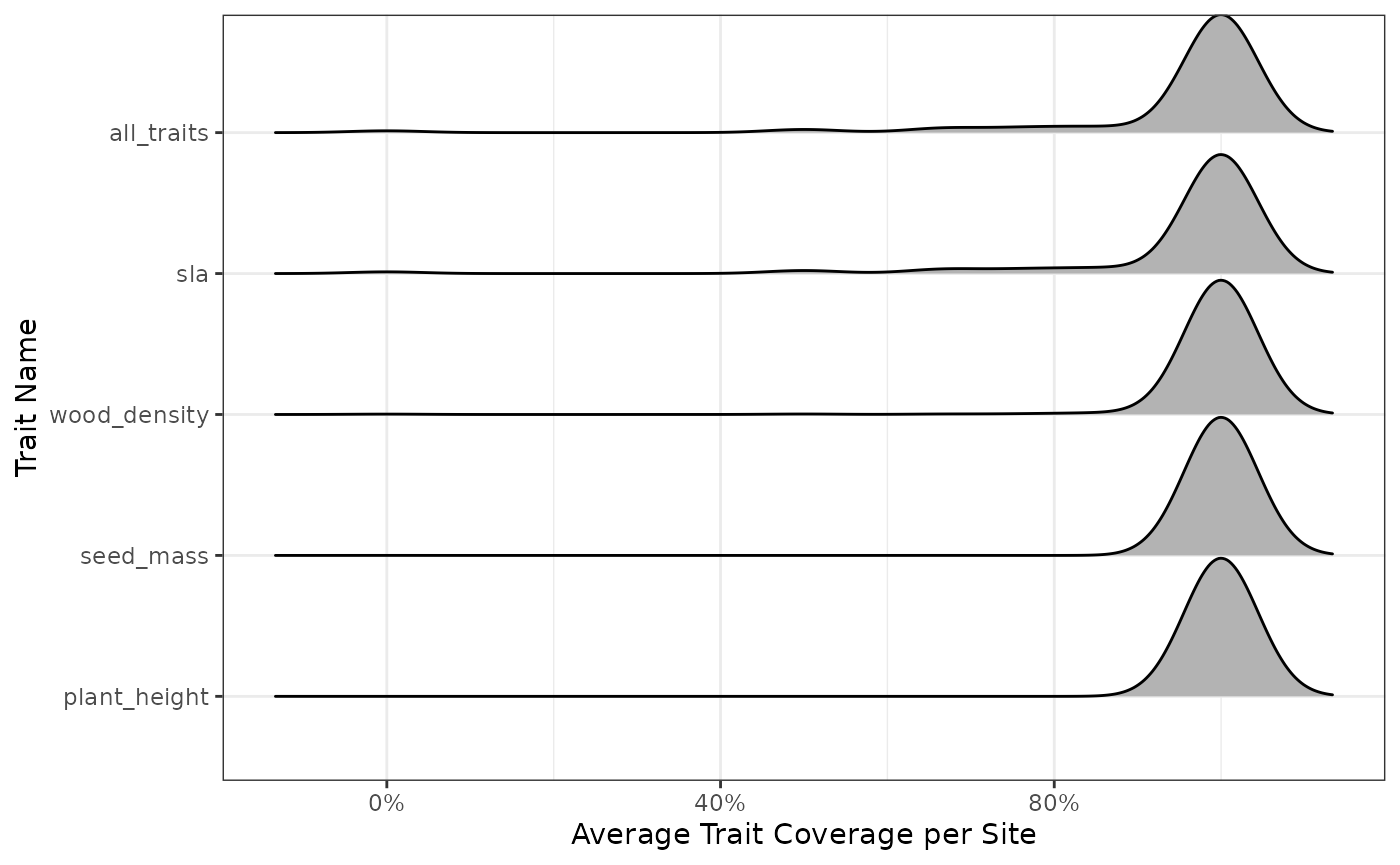 all_traits
sla
wood_density
seed_mass
plant_height
Trait Name
0% 40% 80%
Average Trait Coverage per Site